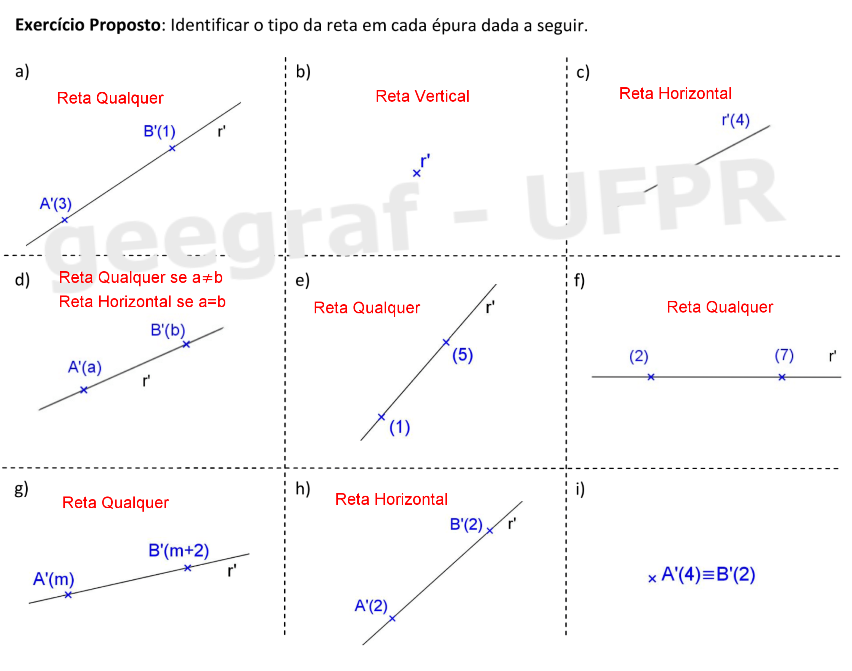 Exercício Proposto: Identificar o tipo da reta em cada épura dada a seguir.
a)
Reta Qualquer
B'(1)
r'
A'(3)
b)
Reta Vertical
r'
c)
Reta Horizontal
r'(4)
geegraf - UFPR
d)
Reta Qualquer se a≠b
Reta Horizontal se a=b
B'(b)
A'(a)
r'
e)
Reta Qualquer
r'
(5)
(1)
f)
Reta Qualquer
(2)
(7)
r'
g)
Reta Qualquer
B'(m+2)
A'(m)
r'
h)
Reta Horizontal
B'(2)
r'
A'(2)
i)
A'(4)≡B'(2)